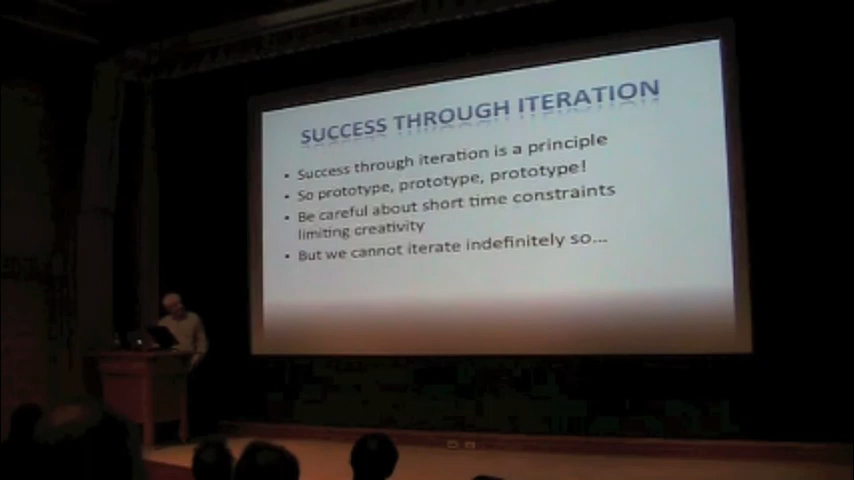 SUCCESS THROUGH ITERATION
• Success through iteration is a principle
• So prototype, prototype, prototype!
• Be careful about short time constraints
limiting creativity
• But we cannot iterate indefinitely so...